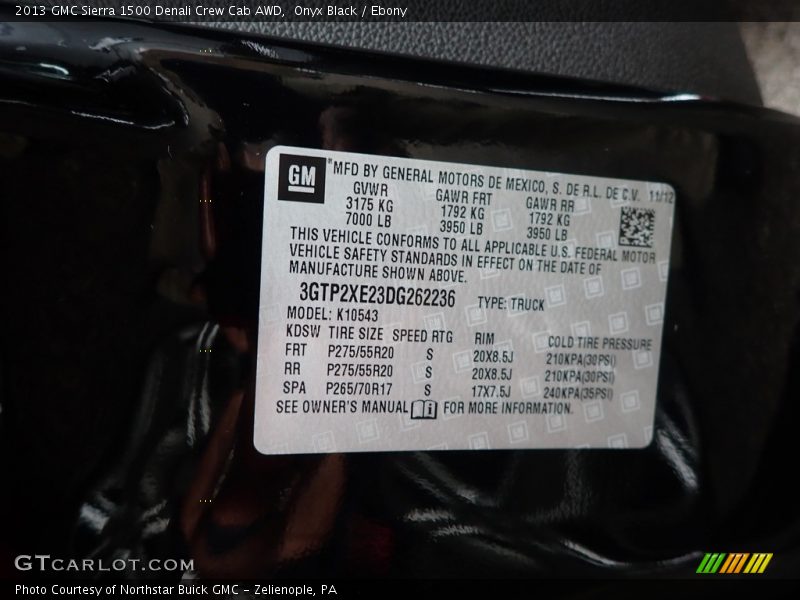 2013 GMC Sierra 1500 Denali Crew Cab AWD,  Onyx Black / Ebony
GM
*MFD BY GENERAL MOTORS DE MEXICO, S. DE R.L. DE C.V. 11/12
GVWR GAWR FRT GAWR RR
3175 KG 1792 KG 1792 KG
7000 LB 3950 LB 3950 LB
THIS VEHICLE CONFORMS TO ALL APPLICABLE U.S. FEDERAL MOTOR
VEHICLE SAFETY STANDARDS IN EFFECT ON THE DATE OF
MANUFACTURE SHOWN ABOVE.
3GTP2XE23DG262236 TYPE: TRUCK
MODEL: K10543
KDSW TIRE SIZE SPEED RTG RIM COLD TIRE PRESSURE
FRT P275/55R20 S 20X8.5J 210KPA(30PSI)
RR P275/55R20 S 20X8.5J 210KPA(30PSI)
SPA P265/70R17 S 17X7.5J 240KPA(35PSI)
SEE OWNER'S MANUAL FOR MORE INFORMATION.
GTCARLOT.COM
Photo Courtesy of Northstar Buick GMC - Zelienople, PA